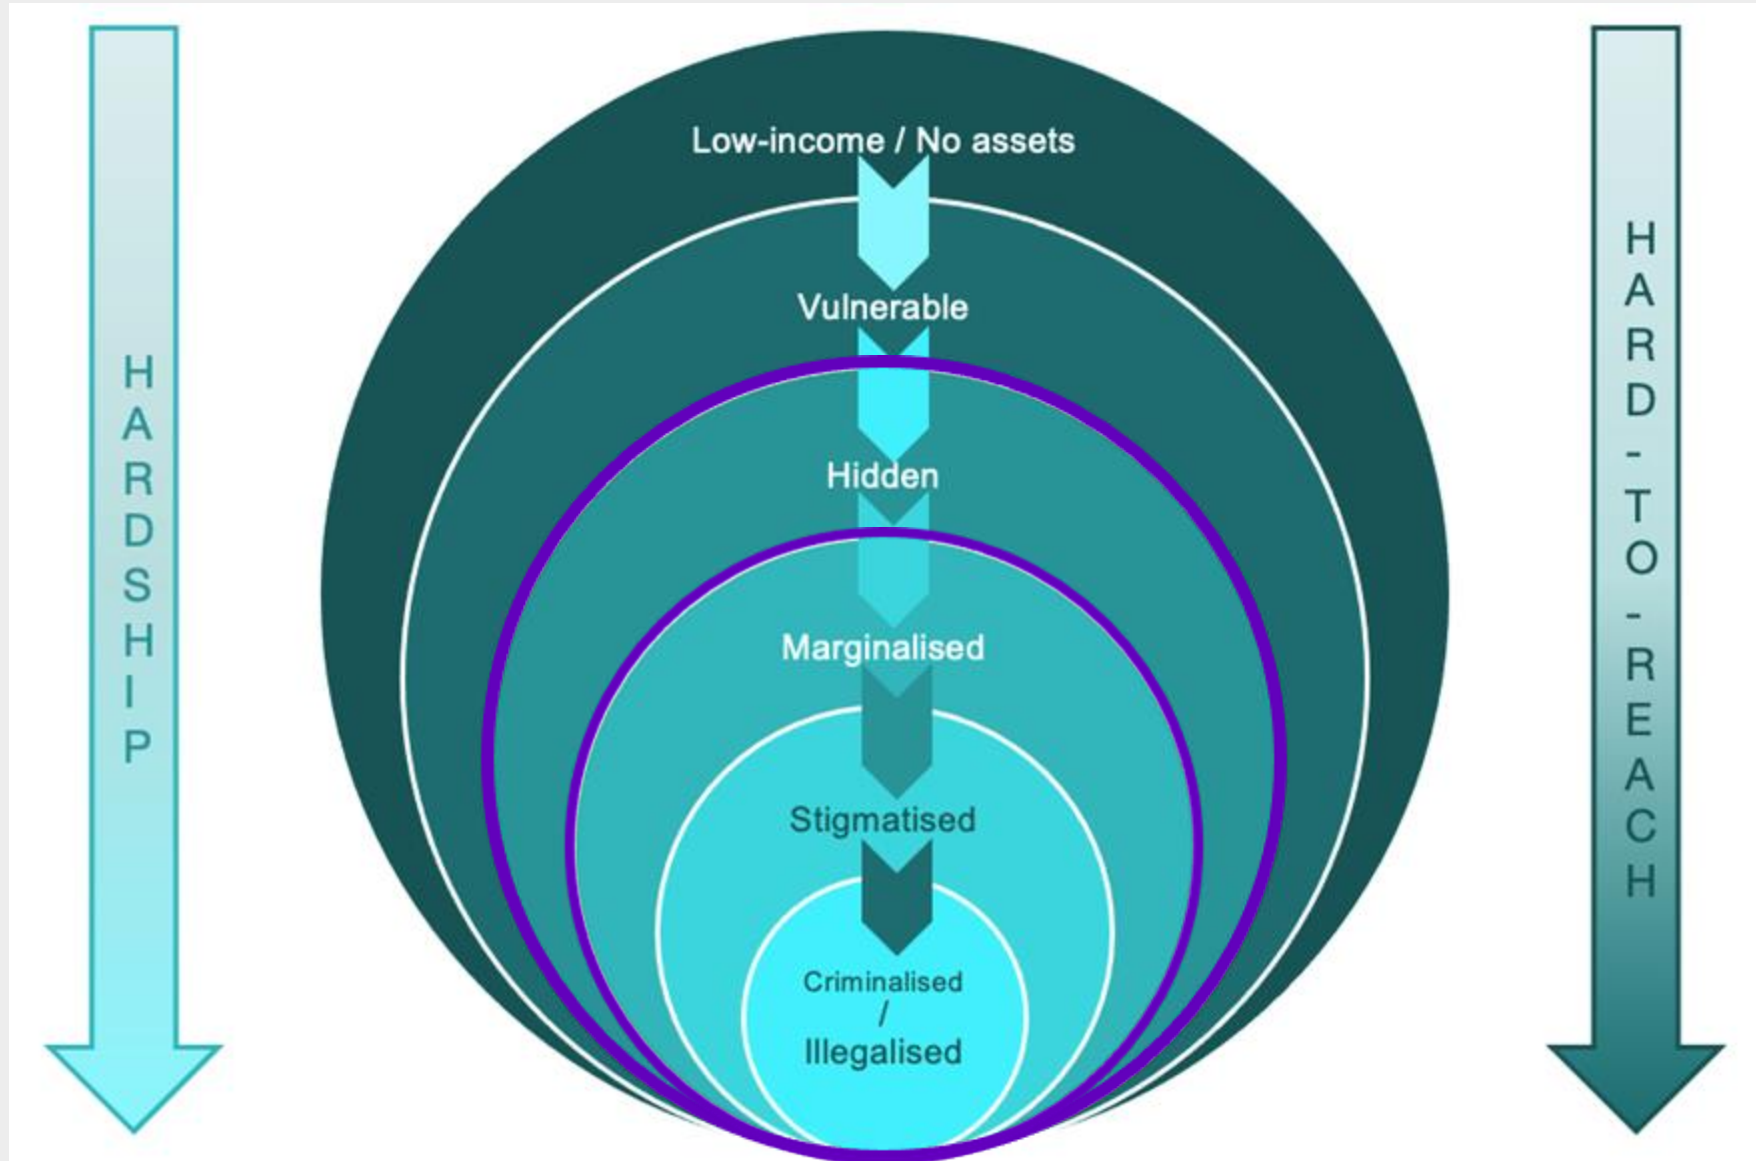 HARDSHIP
Low-income / No assets
Vulnerable
Hidden
Marginalised
Stigmatised
Criminalised
/
Illegalised
HARD-TO-REACH